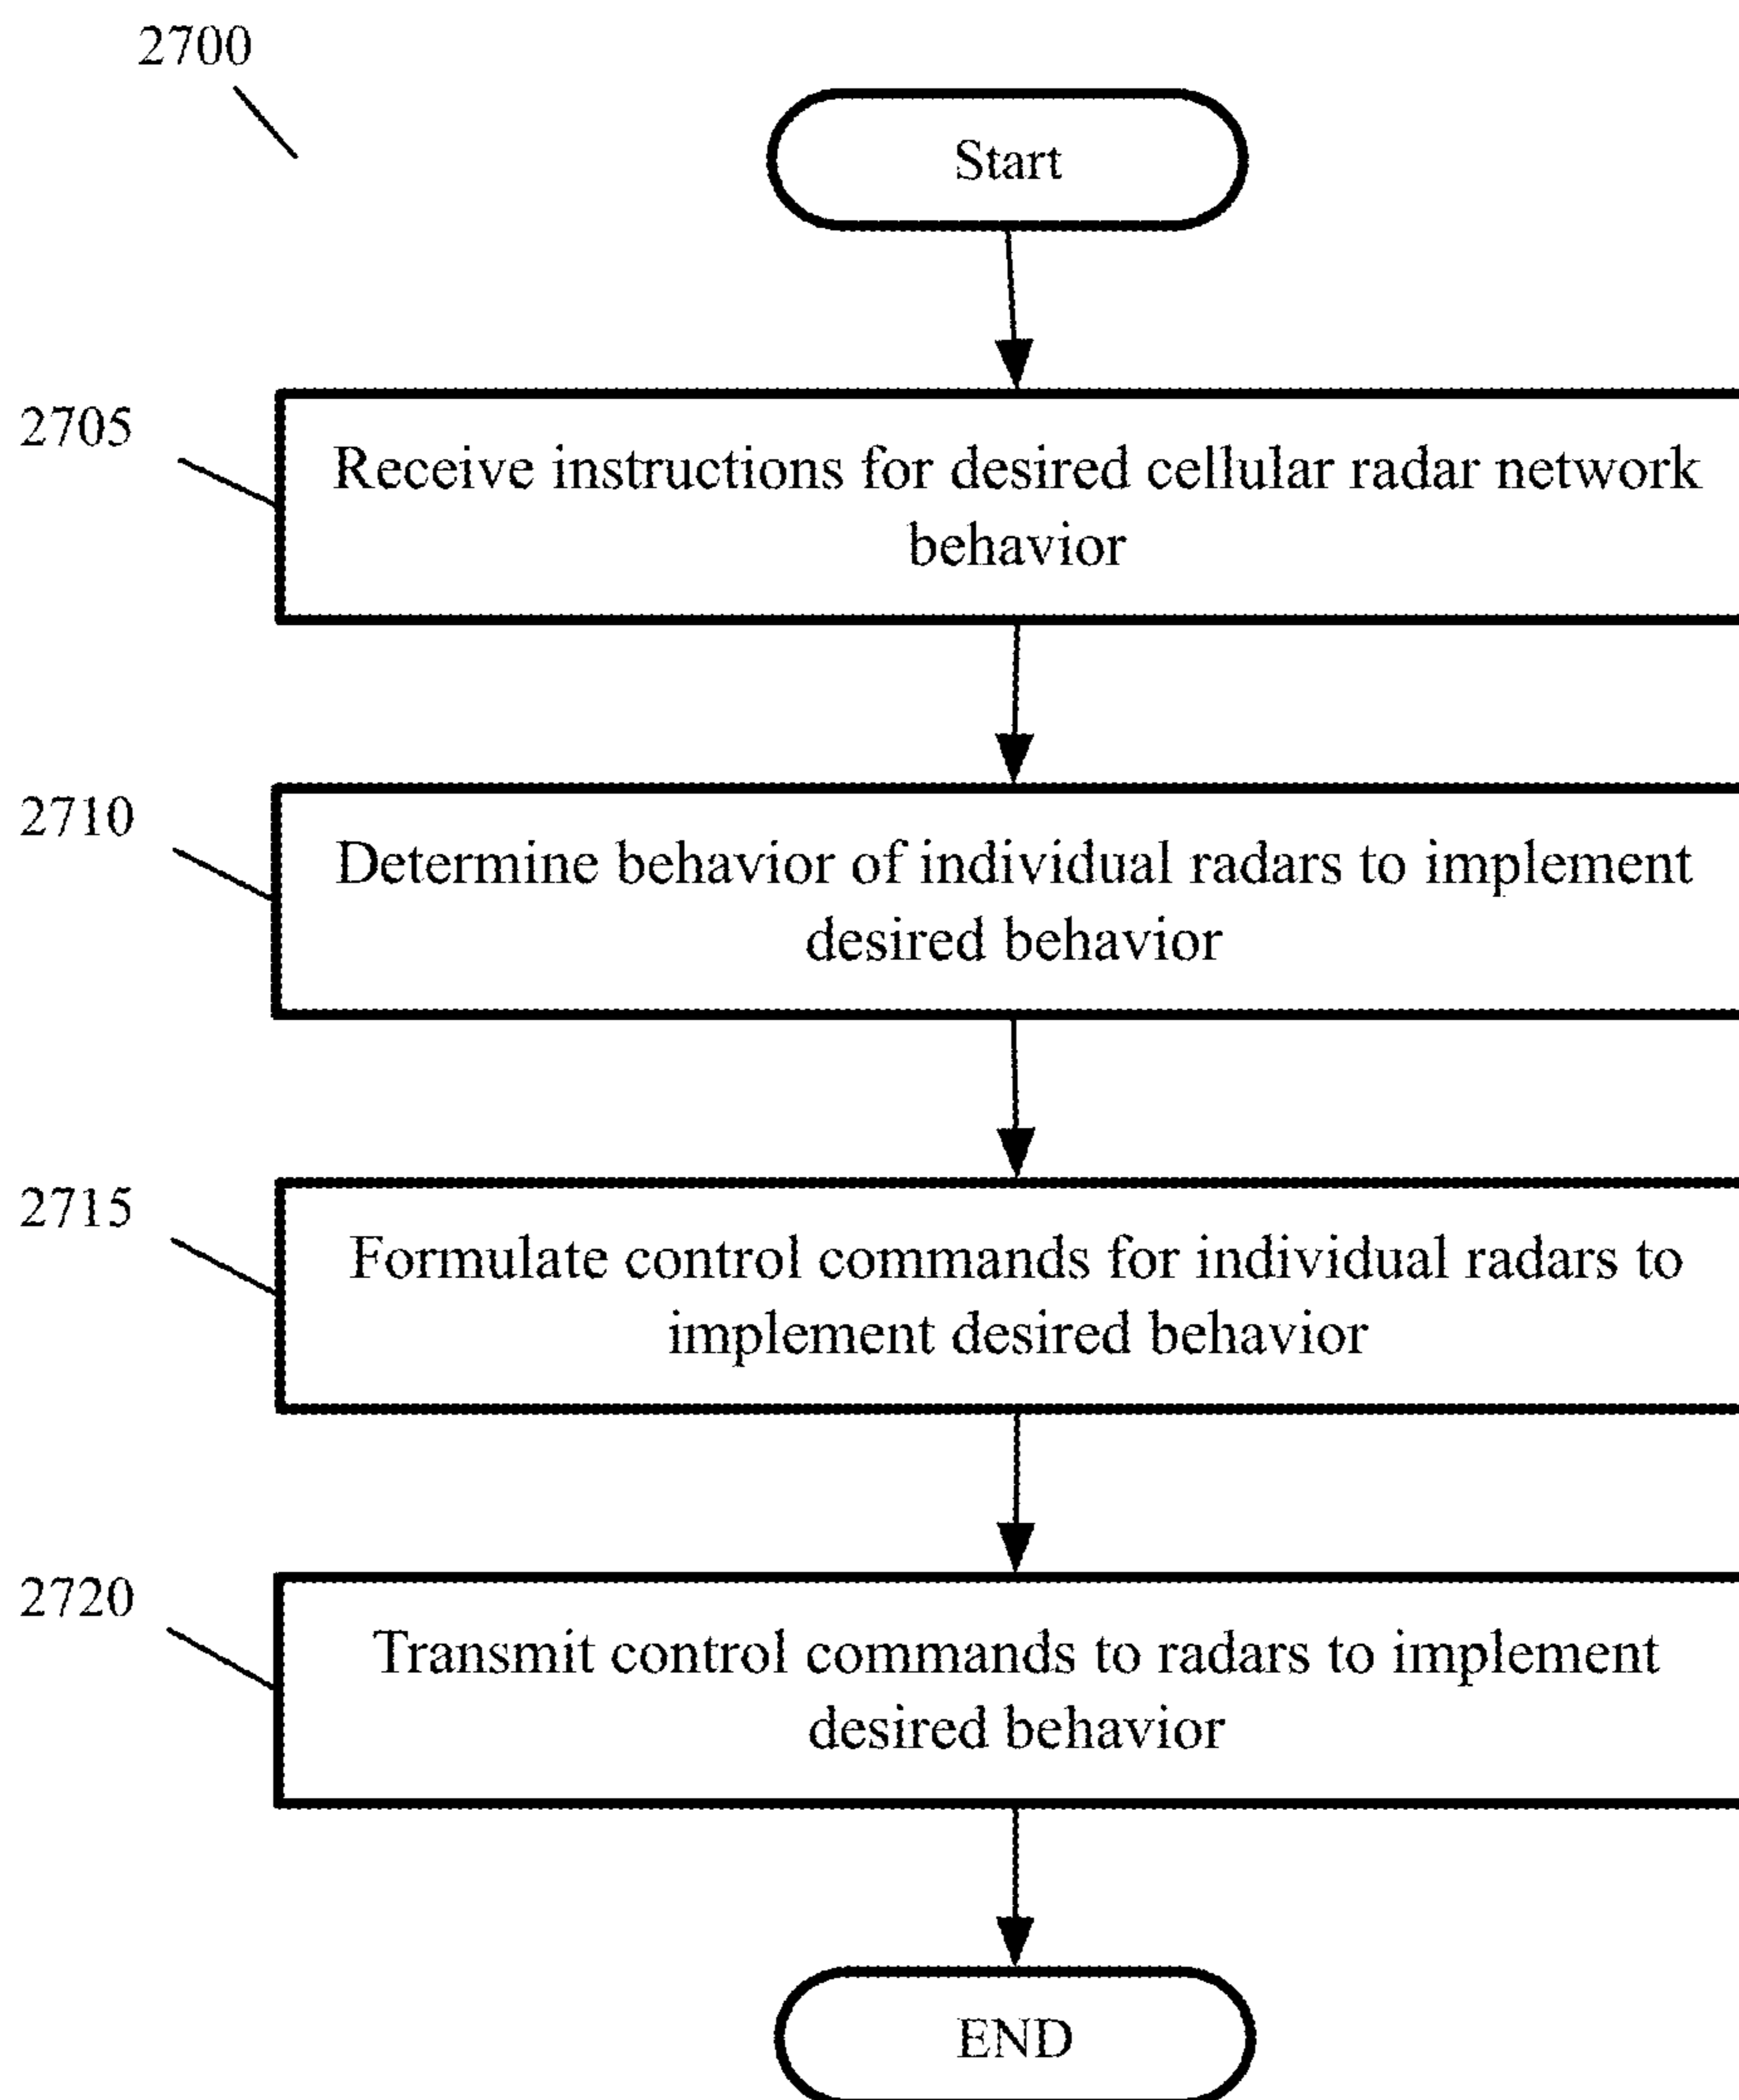 2700
Start
2705
Receive instructions for desired cellular radar network
behavior
2710
Determine behavior of individual radars to implement
desired behavior
2715
Formulate control commands for individual radars to
implement desired behavior
2720
Transmit control commands to radars to implement
desired behavior
END